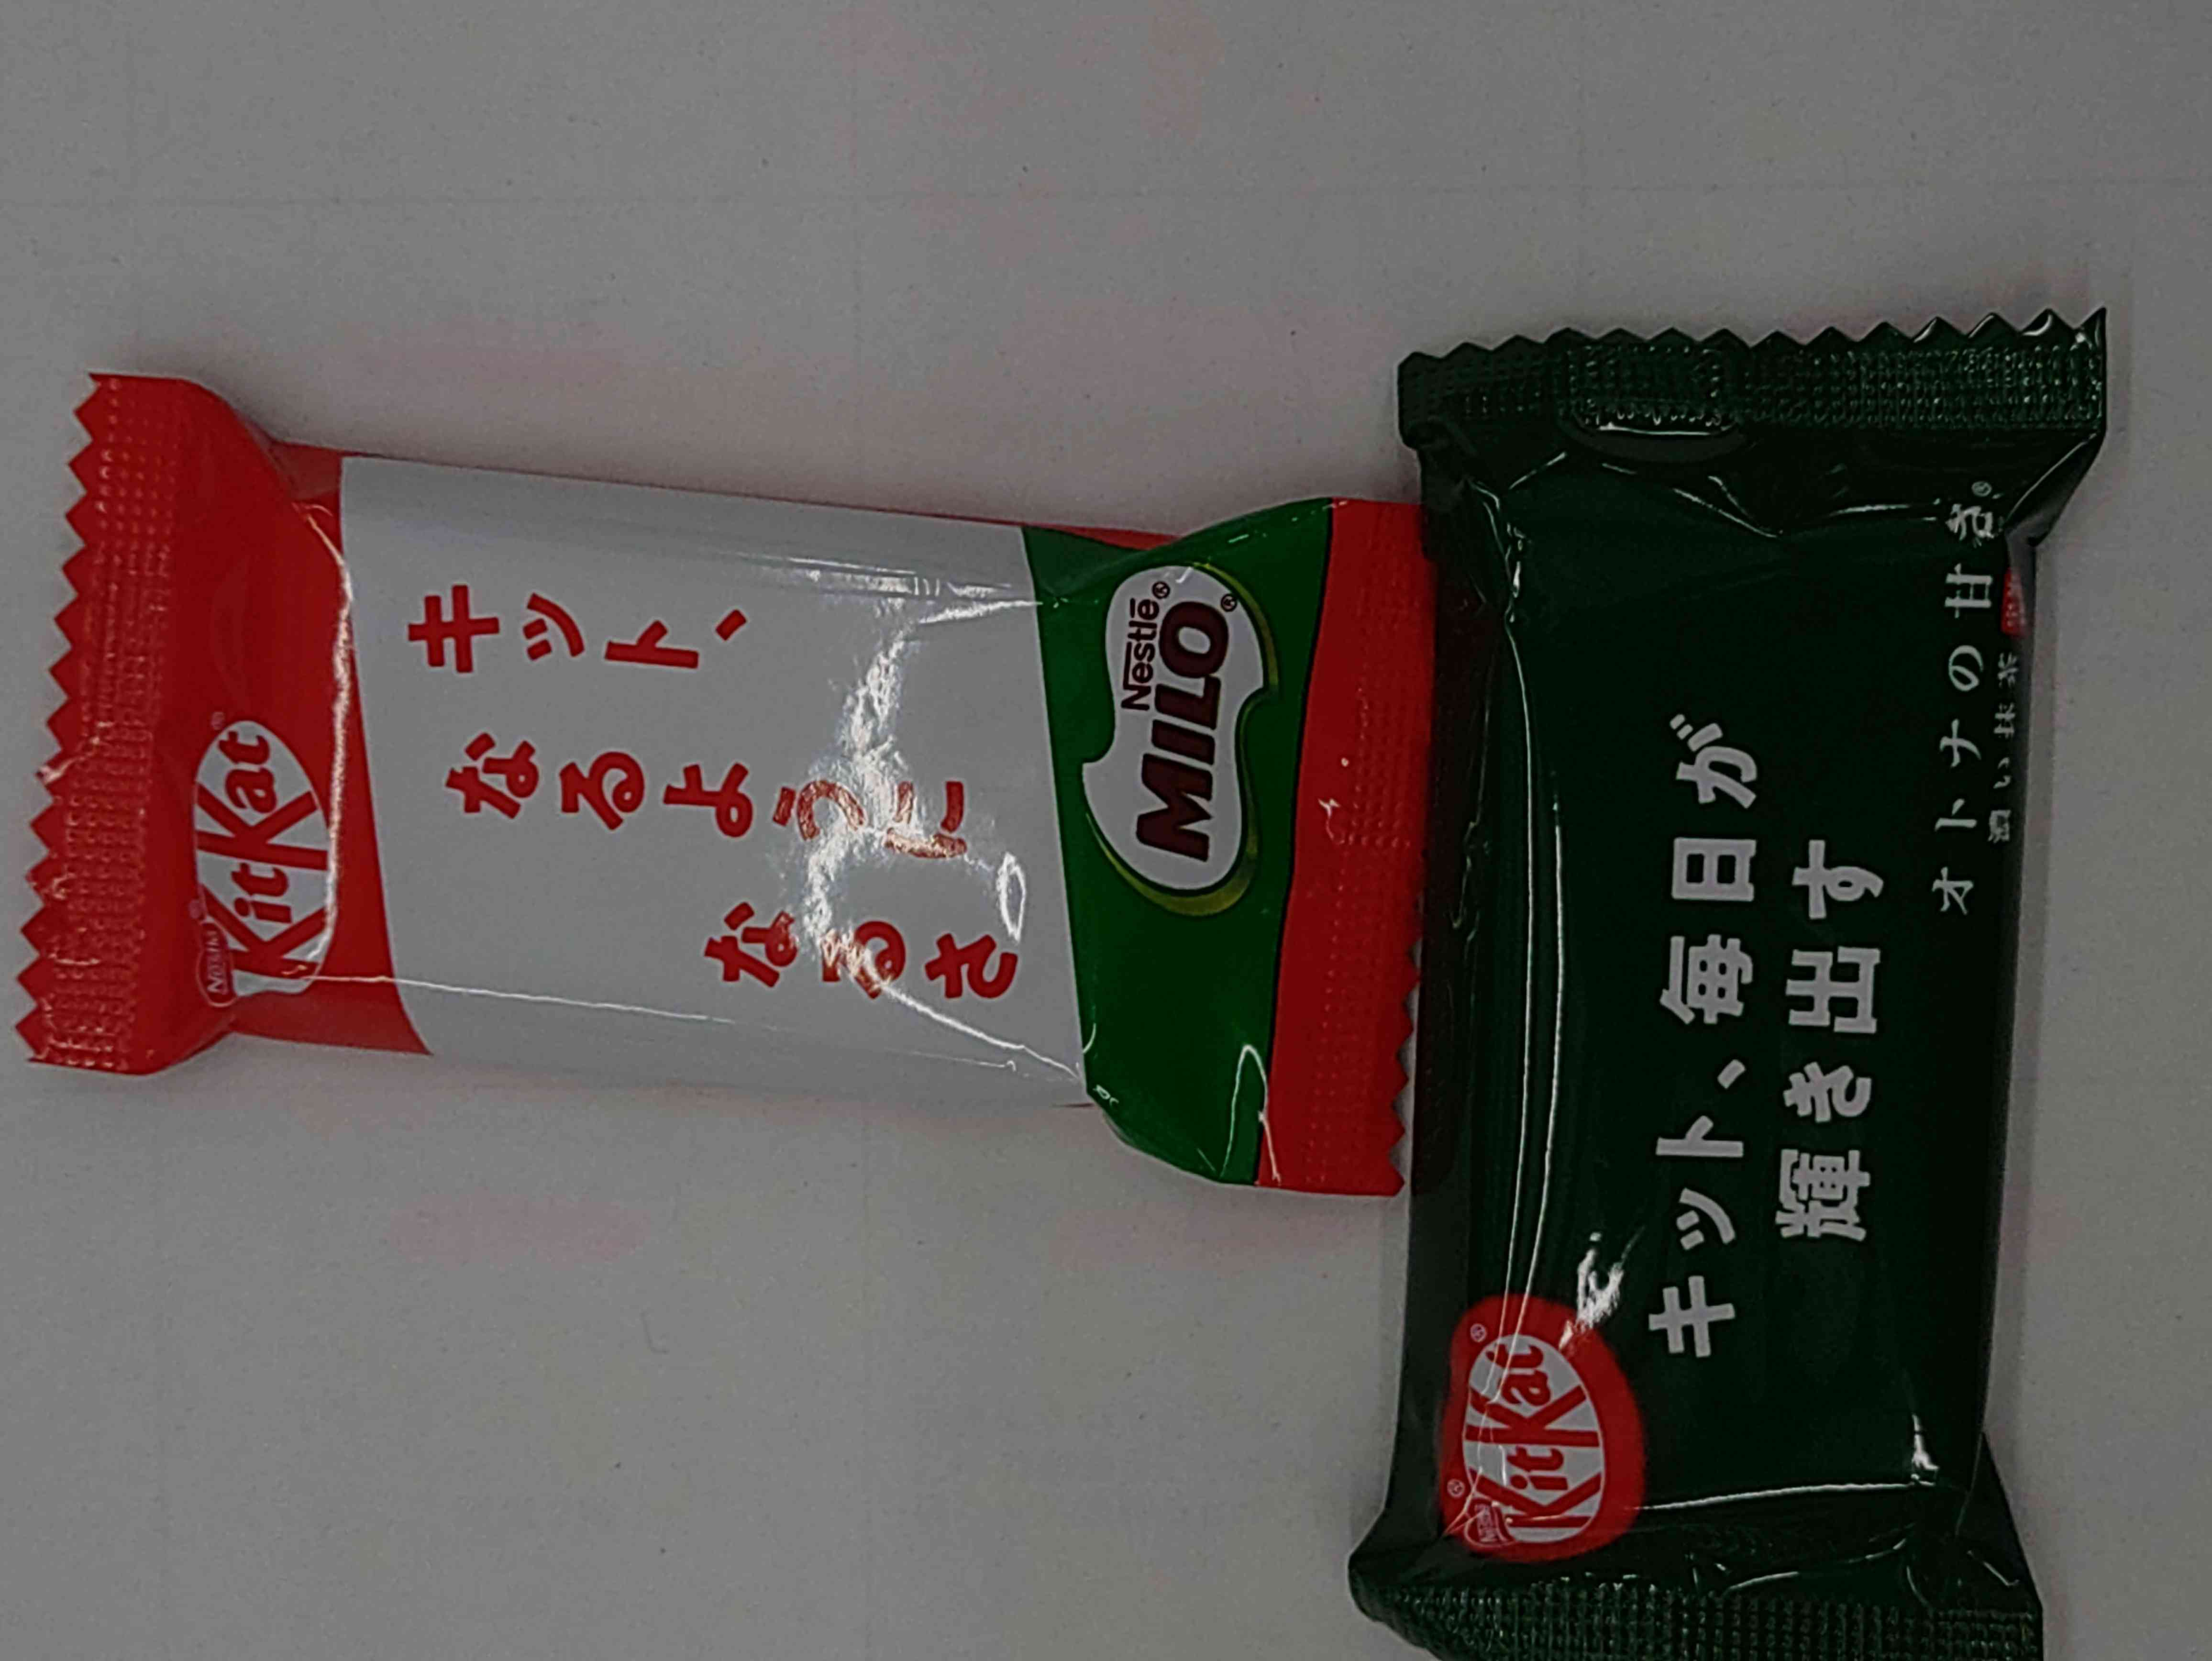 Nestlé
KitKat
キット、
なるように
なるさ
Nestlé®
MILO®
Nestlé
KitKat
キット、毎日が
輝き出す
オトナの甘さ®
濃い抹茶